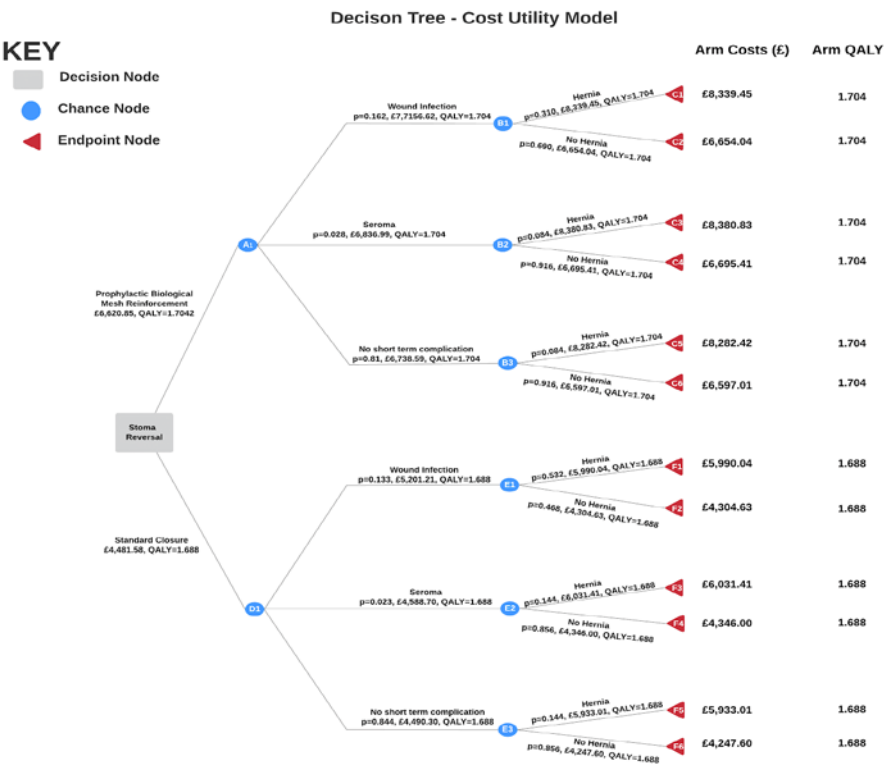 Decison Tree - Cost Utility Model
KEY
Decision Node
Chance Node
Endpoint Node
Arm Costs (£) Arm QALY
Wound Infection
p=0.162, £7,7156.62, QALY=1.704
Hernia
p=0.310, £8,339.45, QALY=1.704
No Hernia
p=0.690, £6,654.04, QALY=1.704
B1
C1 £8,339.45 1.704
C2 £6,654.04 1.704
A1
Seroma
p=0.028, £6,836.99, QALY=1.704
B2
Hernia
p=0.084, £8,380.83, QALY=1.704
No Hernia
p=0.916, £6,695.41, QALY=1.704
C3 £8,380.83 1.704
C4 £6,695.41 1.704
Prophylactic Biological
Mesh Reinforcement
£6,620.85, QALY=1.7042
No short term complication
p=0.81, £6,738.59, QALY=1.704
B3
Hernia
p=0.084, £8,282.42, QALY=1.704
No Hernia
p=0.916, £6,597.01, QALY=1.704
C5 £8,282.42 1.704
C6 £6,597.01 1.704
Stoma
Reversal
Wound Infection
p=0.133, £5,201.21, QALY=1.688
E1
Hernia
p=0.532, £5,990.04, QALY=1.688
No Hernia
p=0.468, £4,304.63, QALY=1.688
F1 £5,990.04 1.688
F2 £4,304.63 1.688
Standard Closure
£4,481.58, QALY=1.688
D1
Seroma
p=0.023, £4,588.70, QALY=1.688
E2
Hernia
p=0.144, £6,031.41, QALY=1.688
No Hernia
p=0.856, £4,346.00, QALY=1.688
F3 £6,031.41 1.688
F4 £4,346.00 1.688
No short term complication
p=0.844, £4,490.30, QALY=1.688
E3
Hernia
p=0.144, £5,933.01, QALY=1.688
No Hernia
p=0.856, £4,247.60, QALY=1.688
F5 £5,933.01 1.688
F6 £4,247.60 1.688